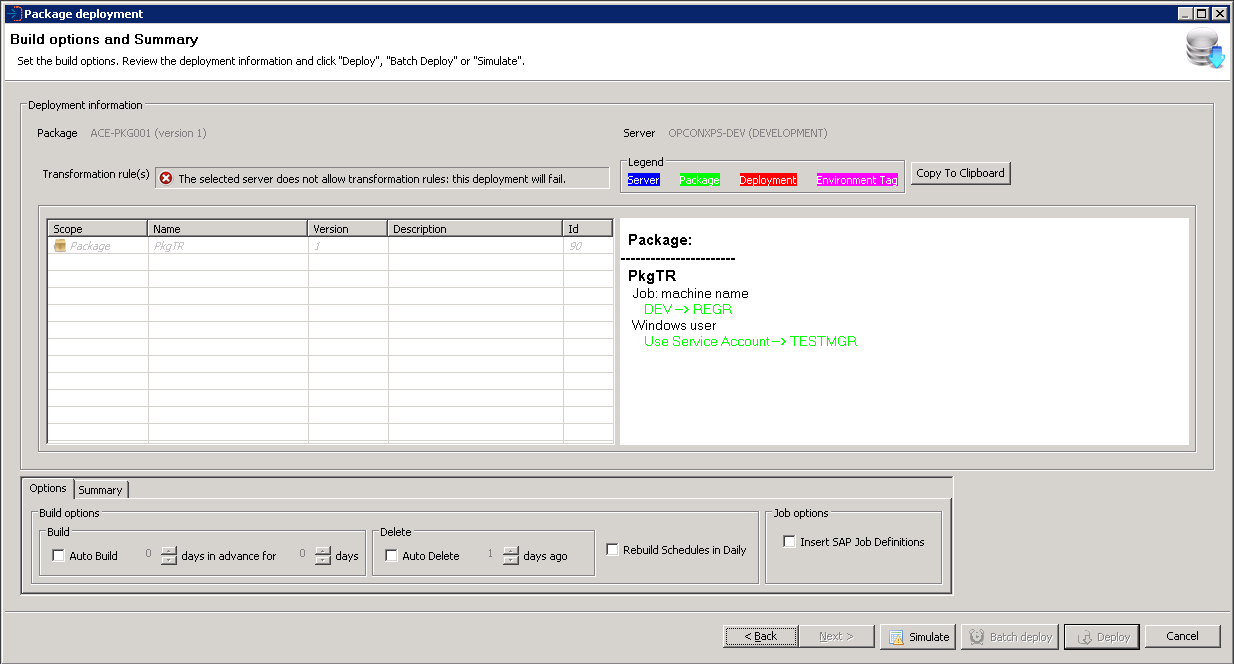 Package deployment
Build options and Summary
Set the build options. Review the deployment information and click "Deploy", "Batch Deploy" or "Simulate".
Deployment information
Package ACE-PKG001 (version 1)
Server OPCONXPS-DEV (DEVELOPMENT)
Transformation rule(s) The selected server does not allow transformation rules: this deployment will fail.
Legend
Server Package Deployment Environment Tag
Copy To Clipboard
Scope Name Version Description Id
Package PkgTR 1 90
Package:
-----------------------
PkgTR
Job: machine name
DEV --> REGR
Windows user
Use Service Account --> TESTMGR
Options Summary
Build options
Build
Auto Build 0 days in advance for 0 days
Delete
Auto Delete 1 days ago
Rebuild Schedules in Daily
Job options
Insert SAP Job Definitions
< Back Next > Simulate Batch deploy Deploy Cancel